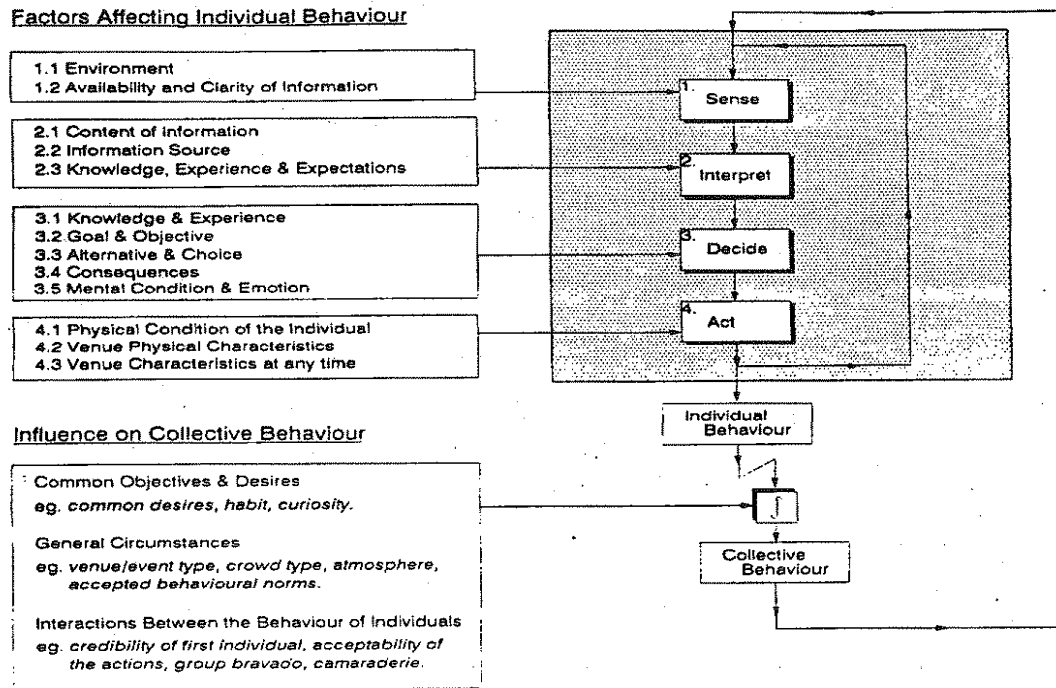 Factors Affecting Individual Behaviour
1.1 Environment
1.2 Availability and Clarity of Information
2.1 Content of Information
2.2 Information Source
2.3 Knowledge, Experience & Expectations
3.1 Knowledge & Experience
3.2 Goal & Objective
3.3 Alternative & Choice
3.4 Consequences
3.5 Mental Condition & Emotion
4.1 Physical Condition of the Individual
4.2 Venue Physical Characteristics
4.3 Venue Characteristics at any time
1. Sense
2. Interpret
3. Decide
4. Act
Individual
Behaviour
∫
Collective
Behaviour
Influence on Collective Behaviour
Common Objectives & Desires
eg. common desires, habit, curiosity.
General Circumstances
eg. venue/event type, crowd type, atmosphere,
accepted behavioural norms.
Interactions Between the Behaviour of Individuals
eg. credibility of first individual, acceptability of
the actions, group bravado, camaraderie.